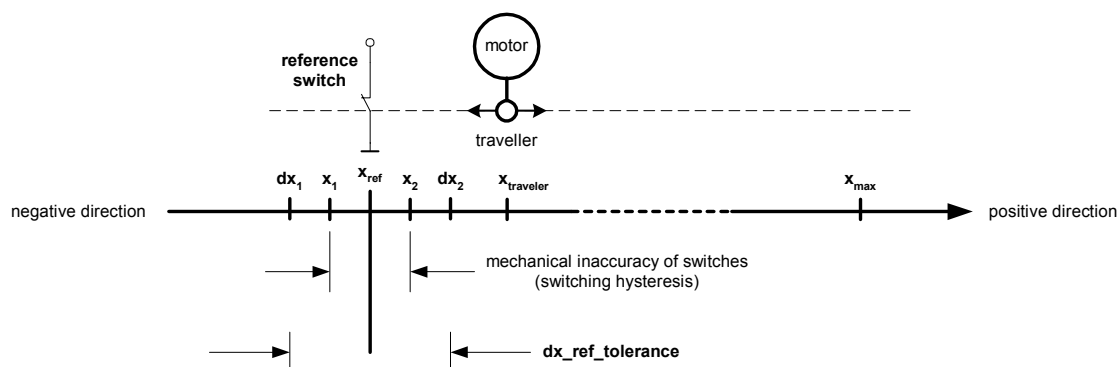 motor
reference
switch
traveller
dx1 x1 xref x2 dx2 xtraveler xmax
negative direction
positive direction
mechanical inaccuracy of switches
(switching hysteresis)
dx_ref_tolerance